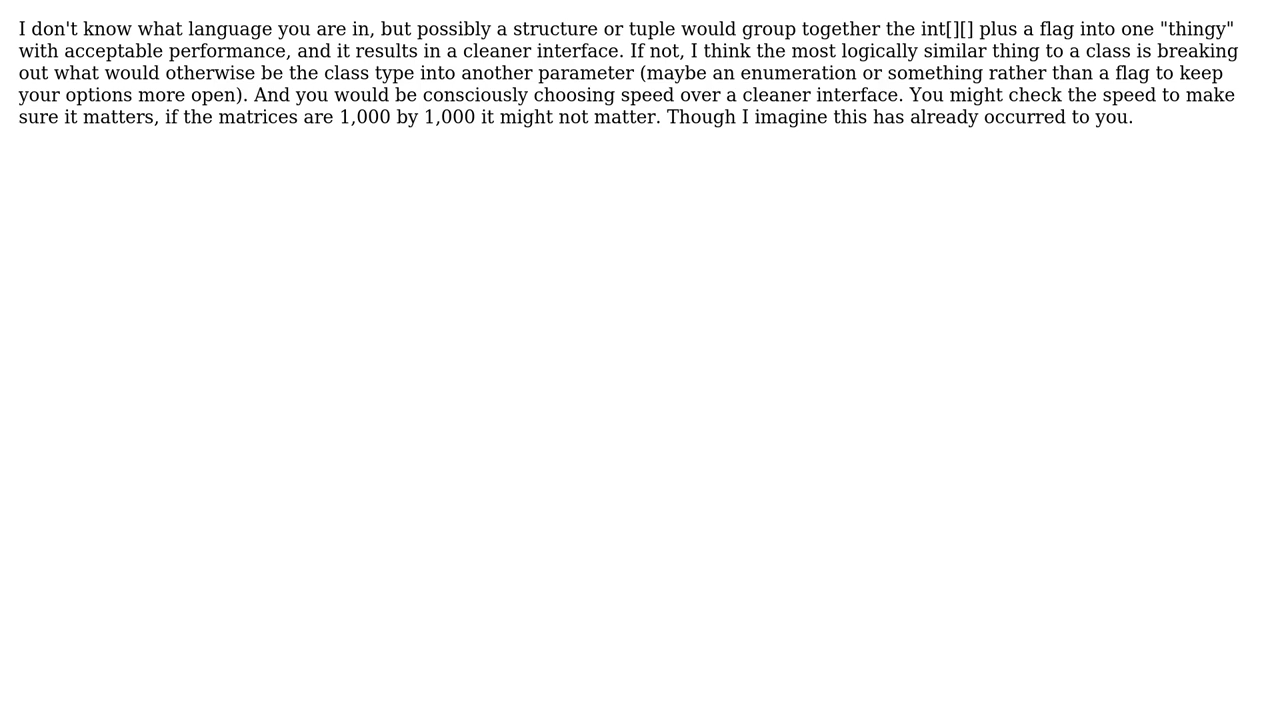 I don't know what language you are in, but possibly a structure or tuple would group together the int[][] plus a flag into one "thingy"
with acceptable performance, and it results in a cleaner interface. If not, I think the most logically similar thing to a class is breaking
out what would otherwise be the class type into another parameter (maybe an enumeration or something rather than a flag to keep
your options more open). And you would be consciously choosing speed over a cleaner interface. You might check the speed to make
sure it matters, if the matrices are 1,000 by 1,000 it might not matter. Though I imagine this has already occurred to you.